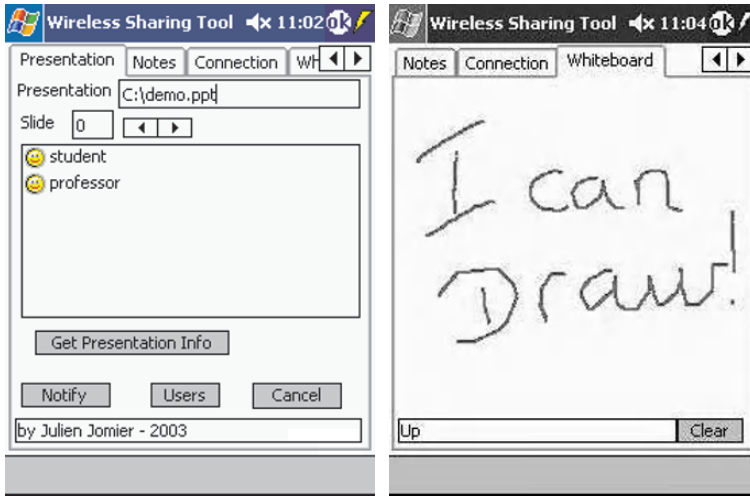 Wireless Sharing Tool 11:02 ok
Presentation Notes Connection Wh
Presentation C:\demo.ppt
Slide 0
student
professor
Get Presentation Info
Notify Users Cancel
by Julien Jomier - 2003
Wireless Sharing Tool 11:04 ok
Notes Connection Whiteboard
I can
Draw!
Up Clear